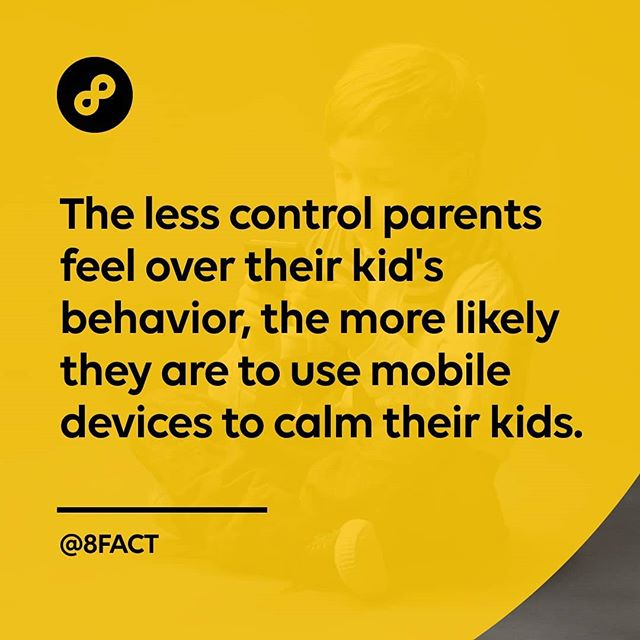 The less control parents
feel over their kid's
behavior, the more likely
they are to use mobile
devices to calm their kids.
@8FACT